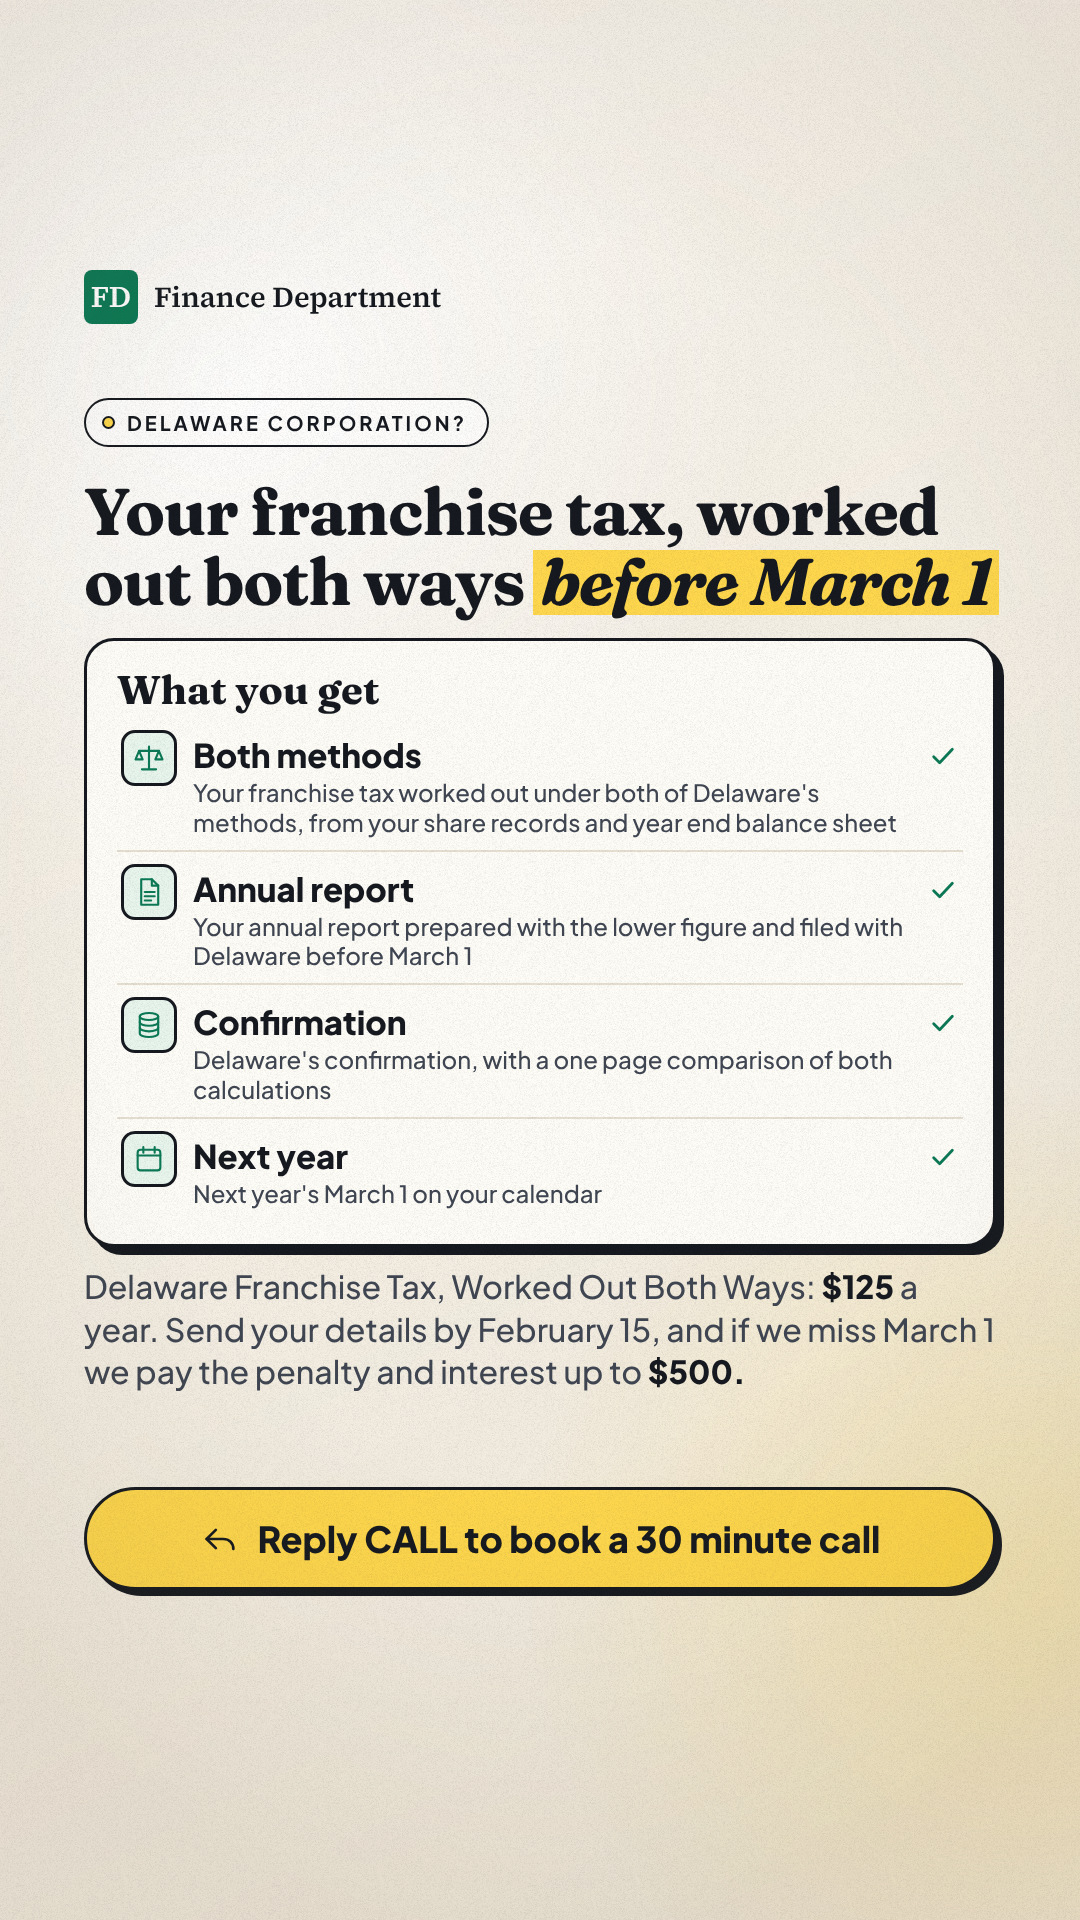 FD Finance Department
DELAWARE CORPORATION?
Your franchise tax, worked
out both ways before March 1
What you get
Both methods
Your franchise tax worked out under both of Delaware's
methods, from your share records and year end balance sheet
Annual report
Your annual report prepared with the lower figure and filed with
Delaware before March 1
Confirmation
Delaware's confirmation, with a one page comparison of both
calculations
Next year
Next year's March 1 on your calendar
Delaware Franchise Tax, Worked Out Both Ways: $125 a
year. Send your details by February 15, and if we miss March 1
we pay the penalty and interest up to $500.
Reply CALL to book a 30 minute call